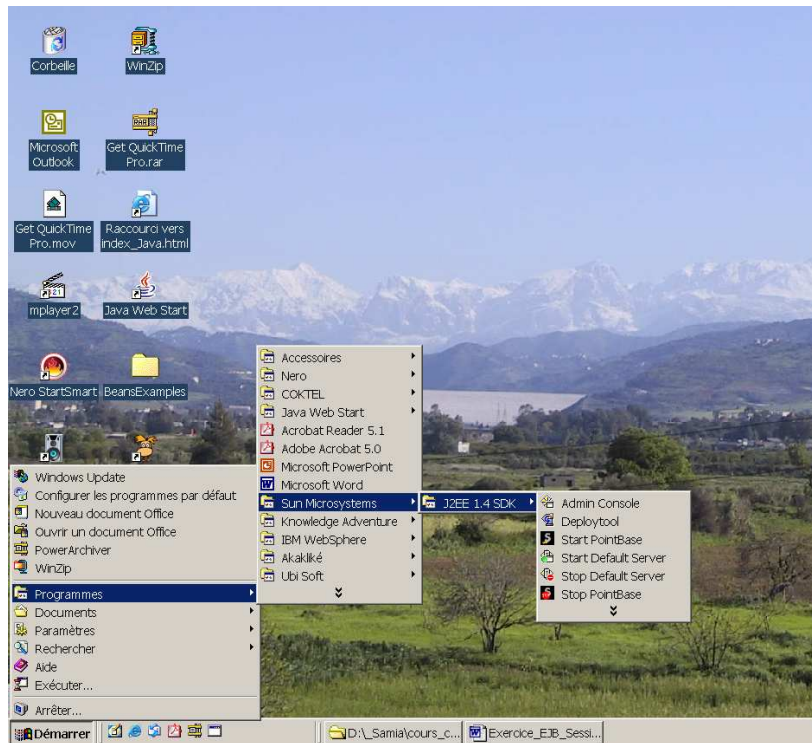 Corbeille
WinZip
Microsoft
Outlook
Get QuickTime
Pro.rar
Get QuickTime
Pro.mov
Raccourci vers
index_Java.html
mplayer2
Java Web Start
Nero StartSmart
BeansExamples
Windows Update
Configurer les programmes par défaut
Nouveau document Office
Ouvrir un document Office
PowerArchiver
WinZip
Programmes
Documents
Paramètres
Rechercher
Aide
Exécuter...
Arrêter...
Accessoires
Nero
COKTEL
Java Web Start
Acrobat Reader 5.1
Adobe Acrobat 5.0
Microsoft PowerPoint
Microsoft Word
Sun Microsystems
Knowledge Adventure
IBM WebSphere
Akakliké
Ubi Soft
J2EE 1.4 SDK
Admin Console
Deploytool
Start PointBase
Start Default Server
Stop Default Server
Stop PointBase
Démarrer
D:\_Samia\cours_c...
Exercice_EJB_Sessi...